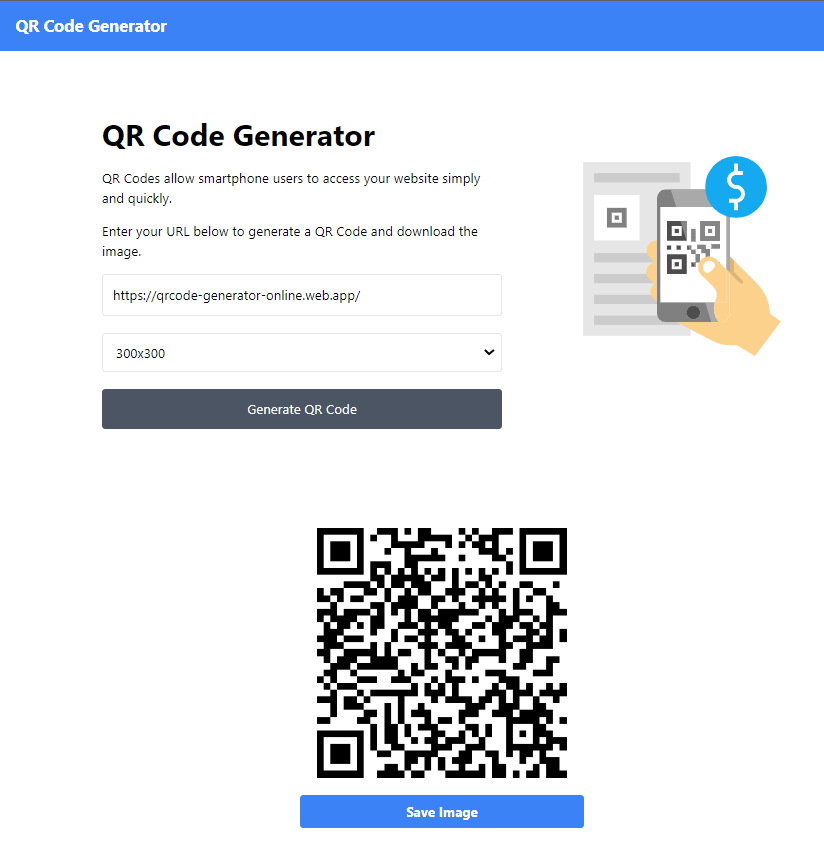 QR Code Generator
QR Code Generator
QR Codes allow smartphone users to access your website simply
and quickly.
Enter your URL below to generate a QR Code and download the
image.
https://qrcode-generator-online.web.app/
300x300
Generate QR Code
$
Save Image